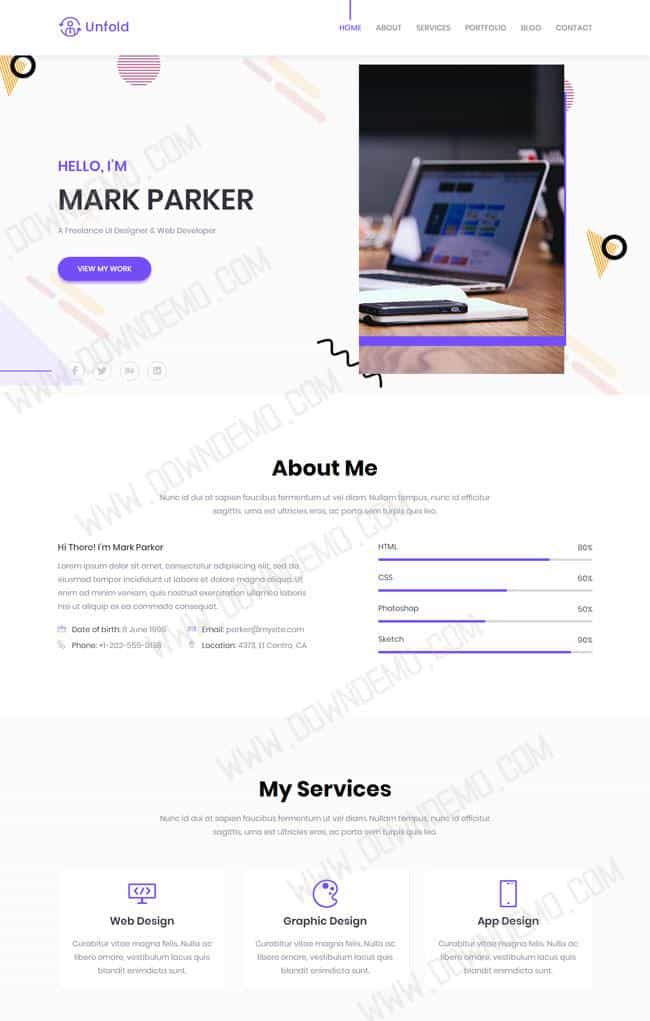 Unfold
HOME ABOUT SERVICES PORTFOLIO BLOG CONTACT
HELLO, I'M
MARK PARKER
A Freelance UI Designer & Web Developer
VIEW MY WORK
WWW.DOWNDEMO.COM
About Me
Nunc id dui at sapien faucibus fermentum ut vel diam. Nullam tempus, nunc id efficitur
sagittis, urna est ultricies eros, ac porta sem turpis quis leo.
Hi There! I'm Mark Parker
Lorem ipsum dolor sit amet, consectetur adipisicing elit, sed do
eiusmod tempor incididunt ut labore et dolore magna aliqua. Ut
enim ad minim veniam, quis nostrud exercitation ullamco laboris
nisi ut aliquip ex ea commodo consequat.
Date of birth: 8 June 1996 Email: parker@mysite.com
Phone: +1-202-555-0138 Location: 4373, El Centro, CA
HTML 80%
CSS 60%
Photoshop 50%
Sketch 90%
WWW.DOWNDEMO.COM
My Services
Nunc id dui at sapien faucibus fermentum ut vel diam. Nullam tempus, nunc id efficitur
sagittis, urna est ultricies eros, ac porta sem turpis quis leo.
Web Design
Curabitur vitae magna felis. Nulla ac
libero ornare, vestibulum lacus quis
blandit enimdicta sunt.
Graphic Design
Curabitur vitae magna felis. Nulla ac
libero ornare, vestibulum lacus quis
blandit enimdicta sunt.
App Design
Curabitur vitae magna felis. Nulla ac
libero ornare, vestibulum lacus quis
blandit enimdicta sunt.
WWW.DOWNDEMO.COM